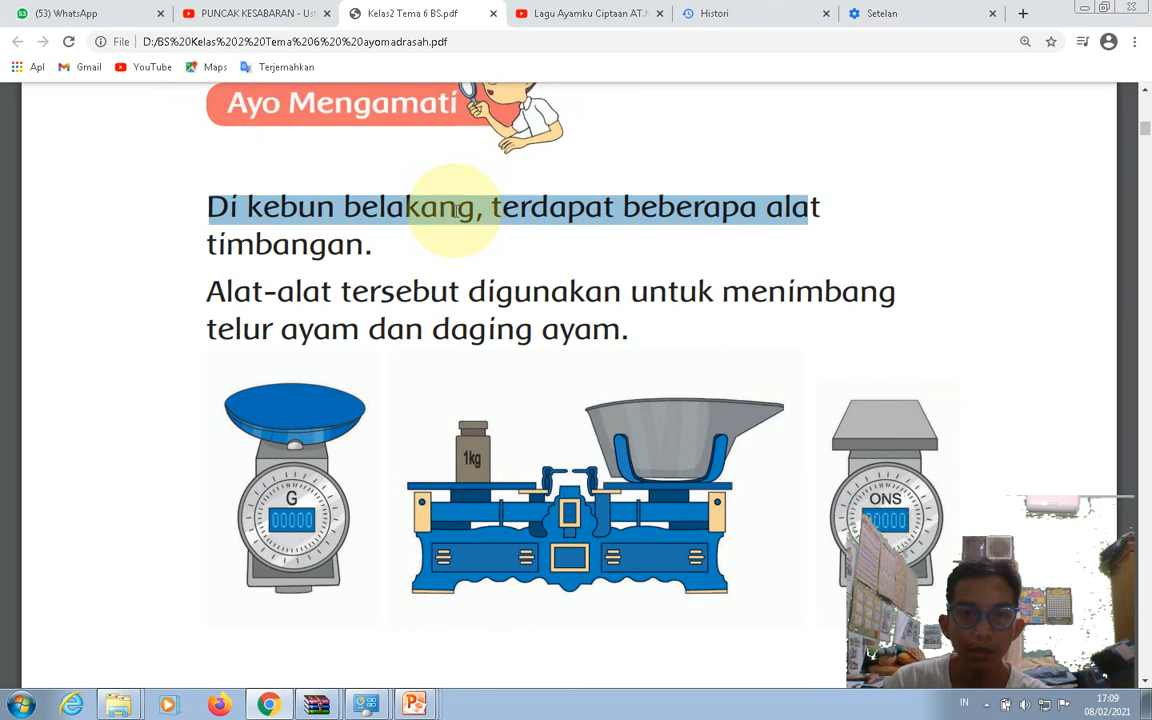 (53) WhatsApp
PUNCAK KESABARAN - Ust
Kelas2 Tema 6 BS.pdf
Lagu Ayamku Ciptaan AT.M
Histori
Setelan
File
D:/BS%20Kelas%202%20Tema%206%20%20ayomadrasah.pdf
Apl
Gmail
YouTube
Maps
Terjemahkan
Ayo Mengamati
Di kebun belakang, terdapat beberapa alat
timbangan.
Alat-alat tersebut digunakan untuk menimbang
telur ayam dan daging ayam.
G
00000
1kg
ONS
00000
IN
17:09
08/02/2021